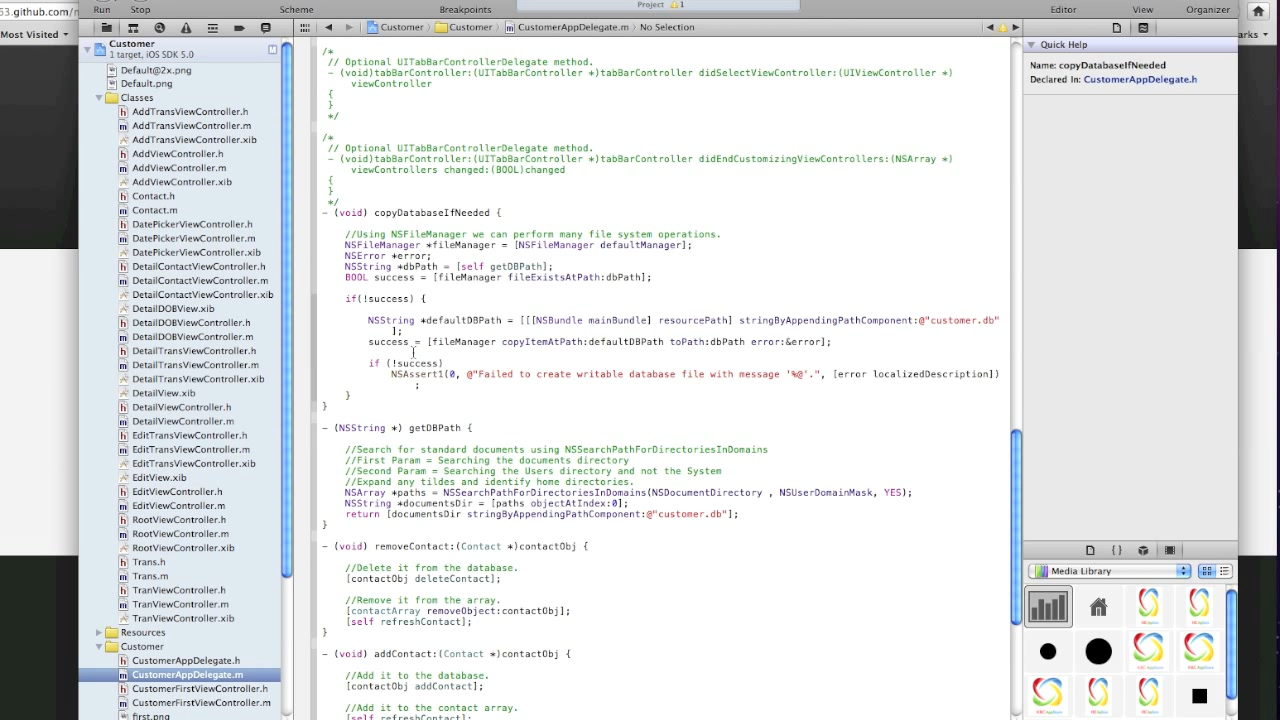 53.github.com/n
Most Visited
Run
Stop
Scheme
Breakpoints
Project
1
Editor
View
Organizer
arks
Customer
Customer
CustomerAppDelegate.m
No Selection
Customer
1 target, iOS SDK 5.0
M
Default@2x.png
Default.png
Classes
AddTransViewController.h
AddTransViewController.m
AddTransViewController.xib
AddViewController.h
AddViewController.m
AddViewController.xib
Contact.h
Contact.m
DatePickerViewController.h
DatePickerViewController.m
DatePickerViewController.xib
DetailContactViewController.h
DetailContactViewController.m
DetailContactViewController.xib
DetailDOBView.xib
DetailDOBViewController.h
DetailDOBViewController.m
DetailTransViewController.h
DetailTransViewController.m
DetailTransViewController.xib
DetailView.xib
DetailViewController.h
DetailViewController.m
EditTransViewController.h
EditTransViewController.m
EditTransViewController.xib
EditView.xib
EditViewController.h
EditViewController.m
RootViewController.h
RootViewController.m
RootViewController.xib
Trans.h
Trans.m
TranViewController.h
TranViewController.m
TranViewController.xib
Resources
Customer
CustomerAppDelegate.h
CustomerAppDelegate.m
CustomerFirstViewController.h
CustomerFirstViewController.m
first.png
/*
// Optional UITabBarControllerDelegate method.
- (void)tabBarController:(UITabBarController *)tabBarController didSelectViewController:(UIViewController *)
viewController
{
}
*/
/*
// Optional UITabBarControllerDelegate method.
- (void)tabBarController:(UITabBarController *)tabBarController didEndCustomizingViewControllers:(NSArray *)
viewControllers changed:(BOOL)changed
{
}
*/
- (void) copyDatabaseIfNeeded {
//Using NSFileManager we can perform many file system operations.
NSFileManager *fileManager = [NSFileManager defaultManager];
NSError *error;
NSString *dbPath = [self getDBPath];
BOOL success = [fileManager fileExistsAtPath:dbPath];
if(!success) {
NSString *defaultDBPath = [[[NSBundle mainBundle] resourcePath] stringByAppendingPathComponent:@"customer.db"
];
success = [fileManager copyItemAtPath:defaultDBPath toPath:dbPath error:&error];
if (!success)
NSAssert1(0, @"Failed to create writable database file with message '%@'.", [error localizedDescription])
;
}
}
- (NSString *) getDBPath {
//Search for standard documents using NSSearchPathForDirectoriesInDomains
//First Param = Searching the documents directory
//Second Param = Searching the Users directory and not the System
//Expand any tildes and identify home directories.
NSArray *paths = NSSearchPathForDirectoriesInDomains(NSDocumentDirectory , NSUserDomainMask, YES);
NSString *documentsDir = [paths objectAtIndex:0];
return [documentsDir stringByAppendingPathComponent:@"customer.db"];
}
- (void) removeContact:(Contact *)contactObj {
//Delete it from the database.
[contactObj deleteContact];
//Remove it from the array.
[contactArray removeObject:contactObj];
[self refreshContact];
}
- (void) addContact:(Contact *)contactObj {
//Add it to the database.
[contactObj addContact];
//Add it to the contact array.
[self refreshContact];
Quick Help
Name: copyDatabaseIfNeeded
Declared In: CustomerAppDelegate.h
{ }
Media Library